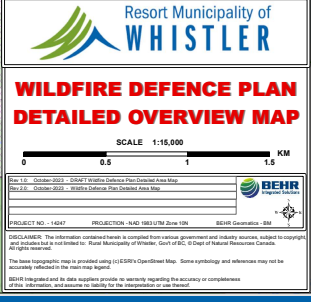 Resort Municipality of
WHISTLER
WILDFIRE DEFENCE PLAN
DETAILED OVERVIEW MAP
SCALE 1:15,000
KM
0 0.5 1 1.5
Rev 1.0: October-2023 - DRAFT Wildfire Defence Plan Detailed Area Map
Rev 2.0: October-2023 - Wildfire Defence Plan Detailed Area Map
BEHR
Integrated Solutions
PROJECT NO. - 14247 PROJECTION - NAD 1983 UTM Zone 10N BEHR Geomatics - BM
DISCLAIMER: The information contained herein is compiled from various government and industry sources, subject to copyright,
and includes but is not limited to: Rural Municipality of Whistler, Gov't of BC, © Dept of Natural Resources Canada.
All rights reserved.
The base topographic map is provided using (c) ESRI's OpenStreet Map. Some symbology and references may not be
accurately reflected in the main map legend.
BEHR Integrated and its data suppliers provide no warranty regarding the accuracy or completeness
of this information, and assume no liability for the interpretation or use thereof.